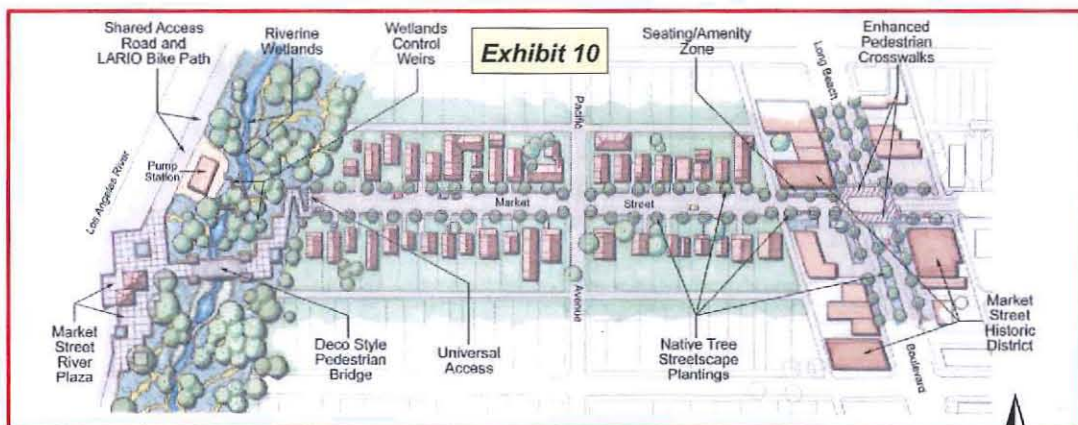 Shared Access
Road and
LARIO Bike Path
Riverine
Wetlands
Wetlands
Control
Weirs
Exhibit 10
Seating/Amenity
Zone
Long Beach
Enhanced
Pedestrian
Crosswalks
Pacific
Pump
Station
Los Angeles River
Market
Street
Market
Street
River
Plaza
Deco Style
Pedestrian
Bridge
Universal
Access
Avenue
Native Tree
Streetscape
Plantings
Boulevard
Market
Street
Historic
District